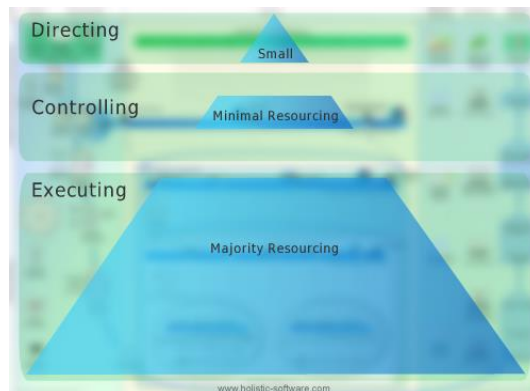 Directing
Small
Controlling
Minimal Resourcing
Executing
Majority Resourcing
www.holistic-software.com